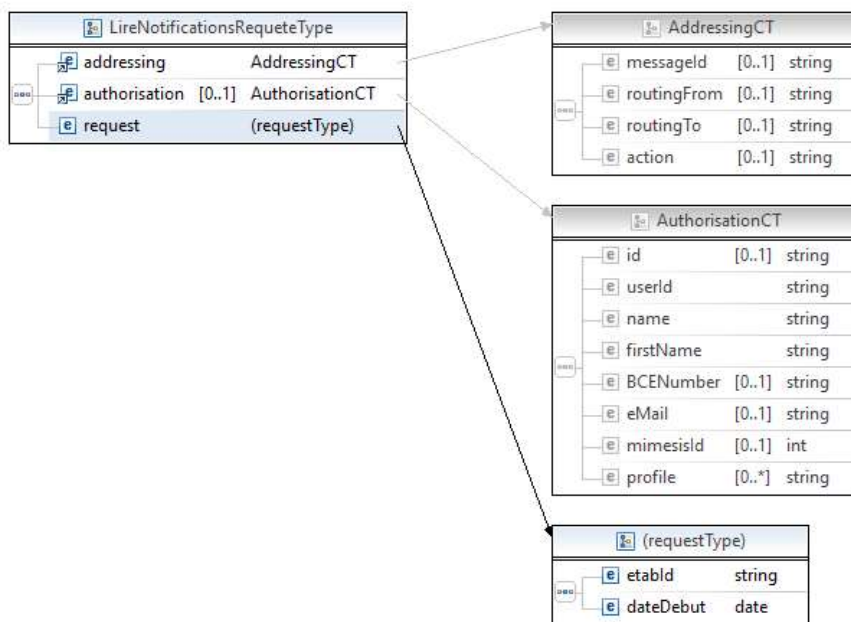 LireNotificationsRequeteType
addressing AddressingCT
authorisation [0..1] AuthorisationCT
request (requestType)
AddressingCT
messageId [0..1] string
routingFrom [0..1] string
routingTo [0..1] string
action [0..1] string
AuthorisationCT
id [0..1] string
userId string
name string
firstName string
BCENumber [0..1] string
eMail [0..1] string
mimesisId [0..1] int
profile [0..*] string
(requestType)
etabId string
dateDebut date